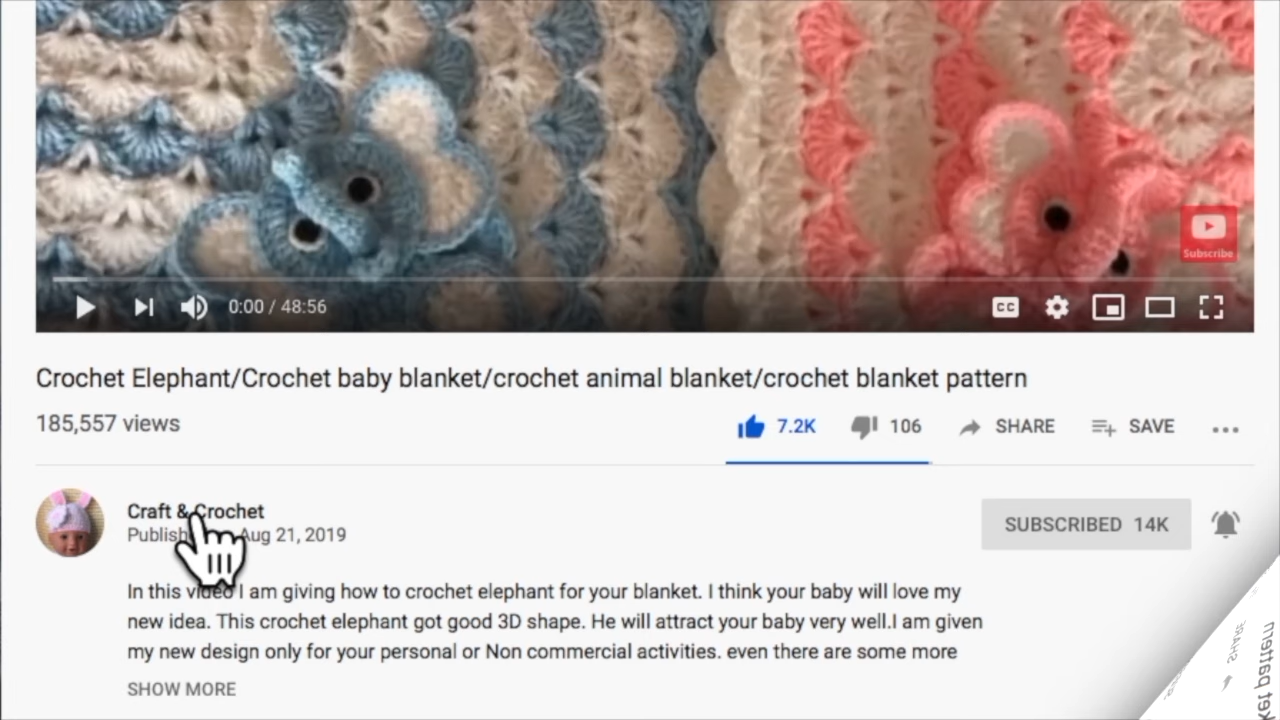 Subscribe
0:00 / 48:56
CC
Crochet Elephant/Crochet baby blanket/crochet animal blanket/crochet blanket pattern
185,557 views
7.2K 106 SHARE SAVE
Craft & Crochet
Aug 21, 2019
SUBSCRIBED 14K
In this video I am giving how to crochet elephant for your blanket. I think your baby will love my
new idea. This crochet elephant got good 3D shape. He will attract your baby very well.I am given
my new design only for your personal or Non commercial activities. even there are some more
SHOW MORE
SHARE
pattern